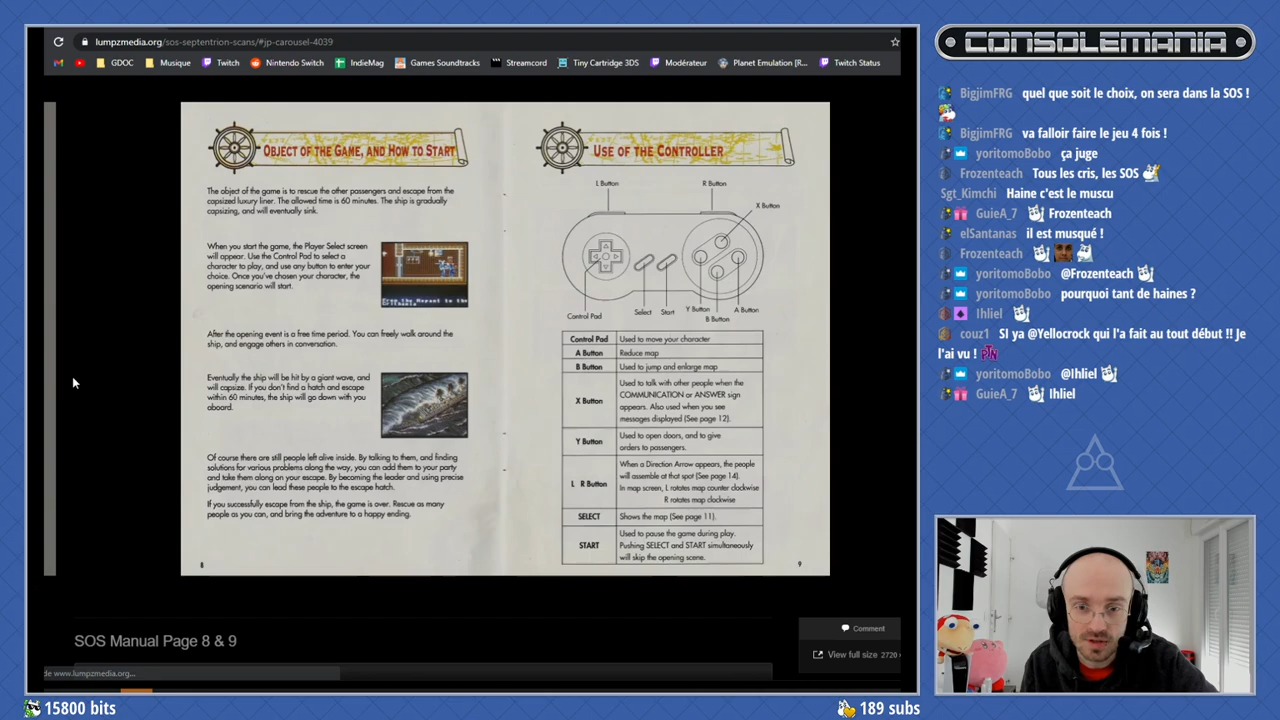 lumpzmedia.org/sos-septentrion-scans/#jp-carousel-4039
GDOC Musique Twitch Nintendo Switch IndieMag Games Soundtracks Streamcord Tiny Cartridge 3DS Modérateur Planet Emulation [R... Twitch Status
OBJECT OF THE GAME, AND HOW TO START
The object of the game is to rescue the other passengers and escape from the
capsized luxury liner. The allowed time is 60 minutes. The ship is gradually
capsizing, and will eventually sink.
When you start the game, the Player Select screen
will appear. Use the Control Pad to select a
character to play, and use any button to enter your
choice. Once you've chosen your character, the
opening scenario will start.
After the opening event is a free time period. You can freely walk around the
ship, and engage others in conversation.
Eventually the ship will be hit by a giant wave, and
will capsize. If you don't find a hatch and escape
within 60 minutes, the ship will go down with you
aboard.
Of course there are still people left alive inside. By talking to them, and finding
solutions for various problems along the way, you can add them to your party
and take them along on your escape. By becoming the leader and using precise
judgement, you can lead these people to the escape hatch.
If you successfully escape from the ship, the game is over. Rescue as many
people as you can, and bring the adventure to a happy ending.
8
USE OF THE CONTROLLER
L Button R Button
X Button
Control Pad Select Start Y Button A Button
B Button
Control Pad Used to move your character
A Button Reduce map
B Button Used to jump and enlarge map
X Button Used to talk with other people when the
COMMUNICATION or ANSWER sign
appears. Also used when you see
messages displayed (See page 12).
Y Button Used to open doors, and to give
orders to passengers.
L R Button When a Direction Arrow appears, the people
will assemble at that spot (See page 14).
In map screen, L rotates map counter clockwise
R rotates map clockwise
SELECT Shows the map (See page 11).
START Used to pause the game during play.
Pushing SELECT and START simultaneously
will skip the opening scene.
9
SOS Manual Page 8 & 9
Comment
View full size 2720
de www.lumpzmedia.org...
CONSOLEMANIA
BigjimFRG quel que soit le choix, on sera dans la SOS !
BigjimFRG va falloir faire le jeu 4 fois !
yoritomoBobo ça juge
Frozenteach Tous les cris, les SOS
Sgt_Kimchi Haine c'est le muscu
GuieA_7 Frozenteach
elSantanas il est musqué !
Frozenteach
yoritomoBobo @Frozenteach
yoritomoBobo pourquoi tant de haines ?
Ihliel
couz1 SI ya @Yellocrock qui l'a fait au tout début !! Je
l'ai vu !
yoritomoBobo @Ihliel
GuieA_7 Ihliel
15800 bits
189 subs